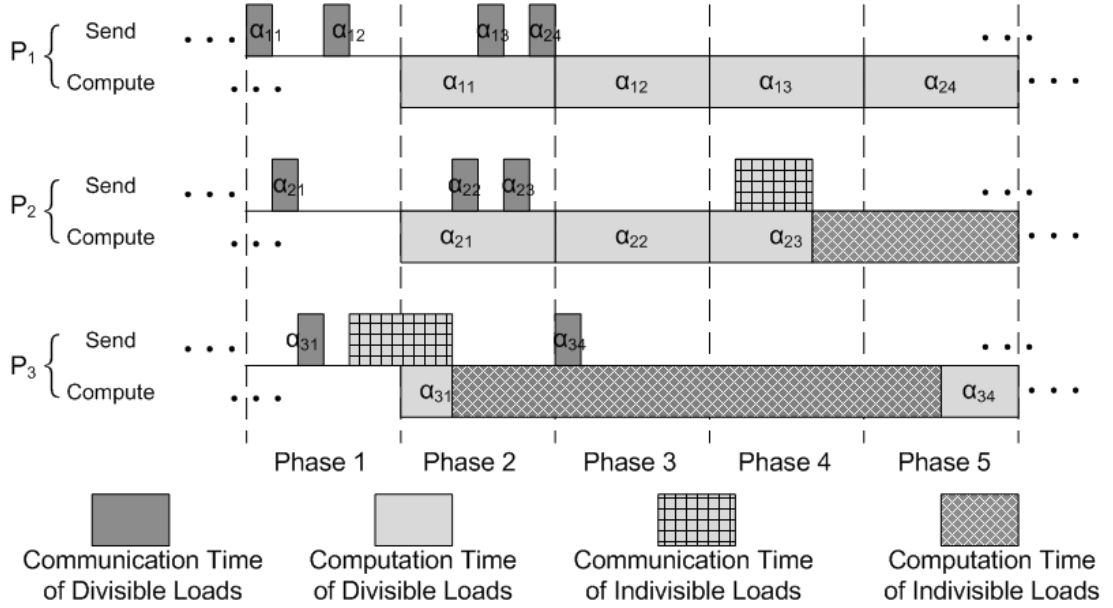 P₁ Send α₁₁ α₁₂ α₁₃ α₂₄
Compute α₁₁ α₁₂ α₁₃ α₂₄
P₂ Send α₂₁ α₂₂ α₂₃
Compute α₂₁ α₂₂ α₂₃
P₃ Send α₃₁ α₃₄
Compute α₃₁ α₃₄
Phase 1 Phase 2 Phase 3 Phase 4 Phase 5
Communication Time of Divisible Loads
Computation Time of Divisible Loads
Communication Time of Indivisible Loads
Computation Time of Indivisible Loads